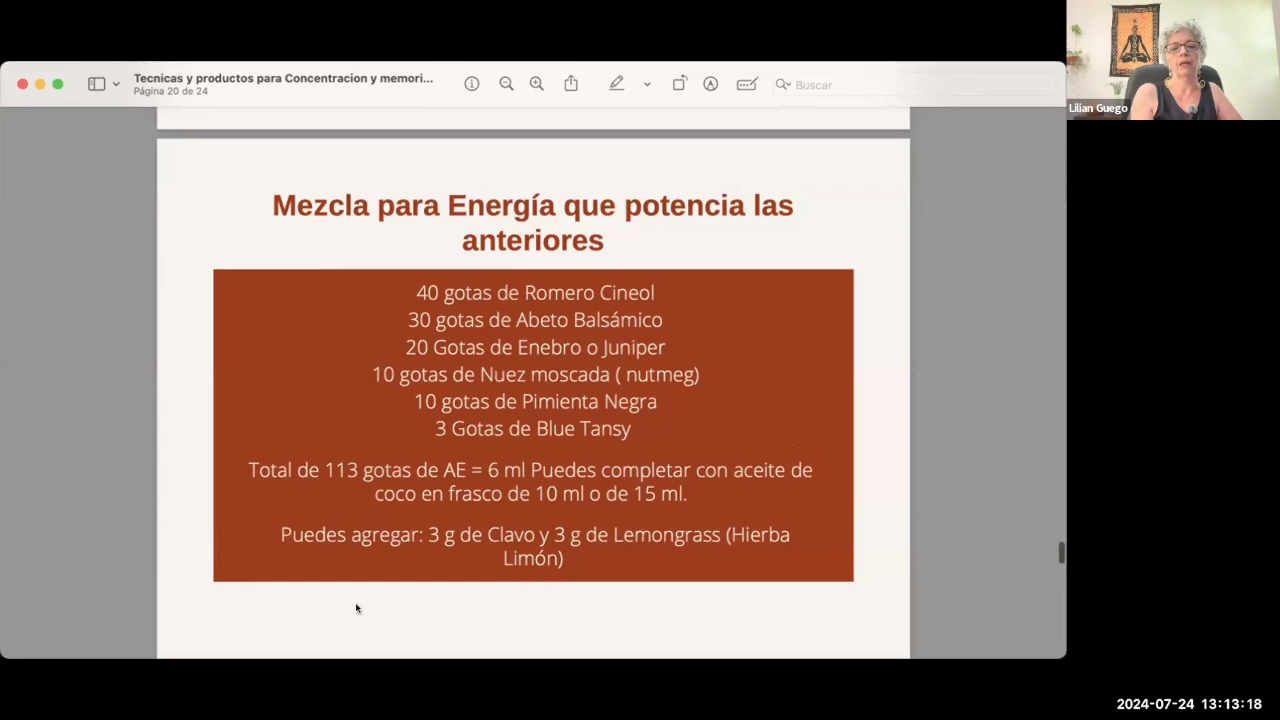 Tecnicas y productos para Concentracion y memori...
Página 20 de 24
Buscar
Lilian Guego
Mezcla para Energía que potencia las
anteriores
40 gotas de Romero Cineol
30 gotas de Abeto Balsámico
20 Gotas de Enebro o Juniper
10 gotas de Nuez moscada ( nutmeg)
10 gotas de Pimienta Negra
3 Gotas de Blue Tansy
Total de 113 gotas de AE = 6 ml Puedes completar con aceite de
coco en frasco de 10 ml o de 15 ml.
Puedes agregar: 3 g de Clavo y 3 g de Lemongrass (Hierba
Limón)
2024-07-24 13:13:18